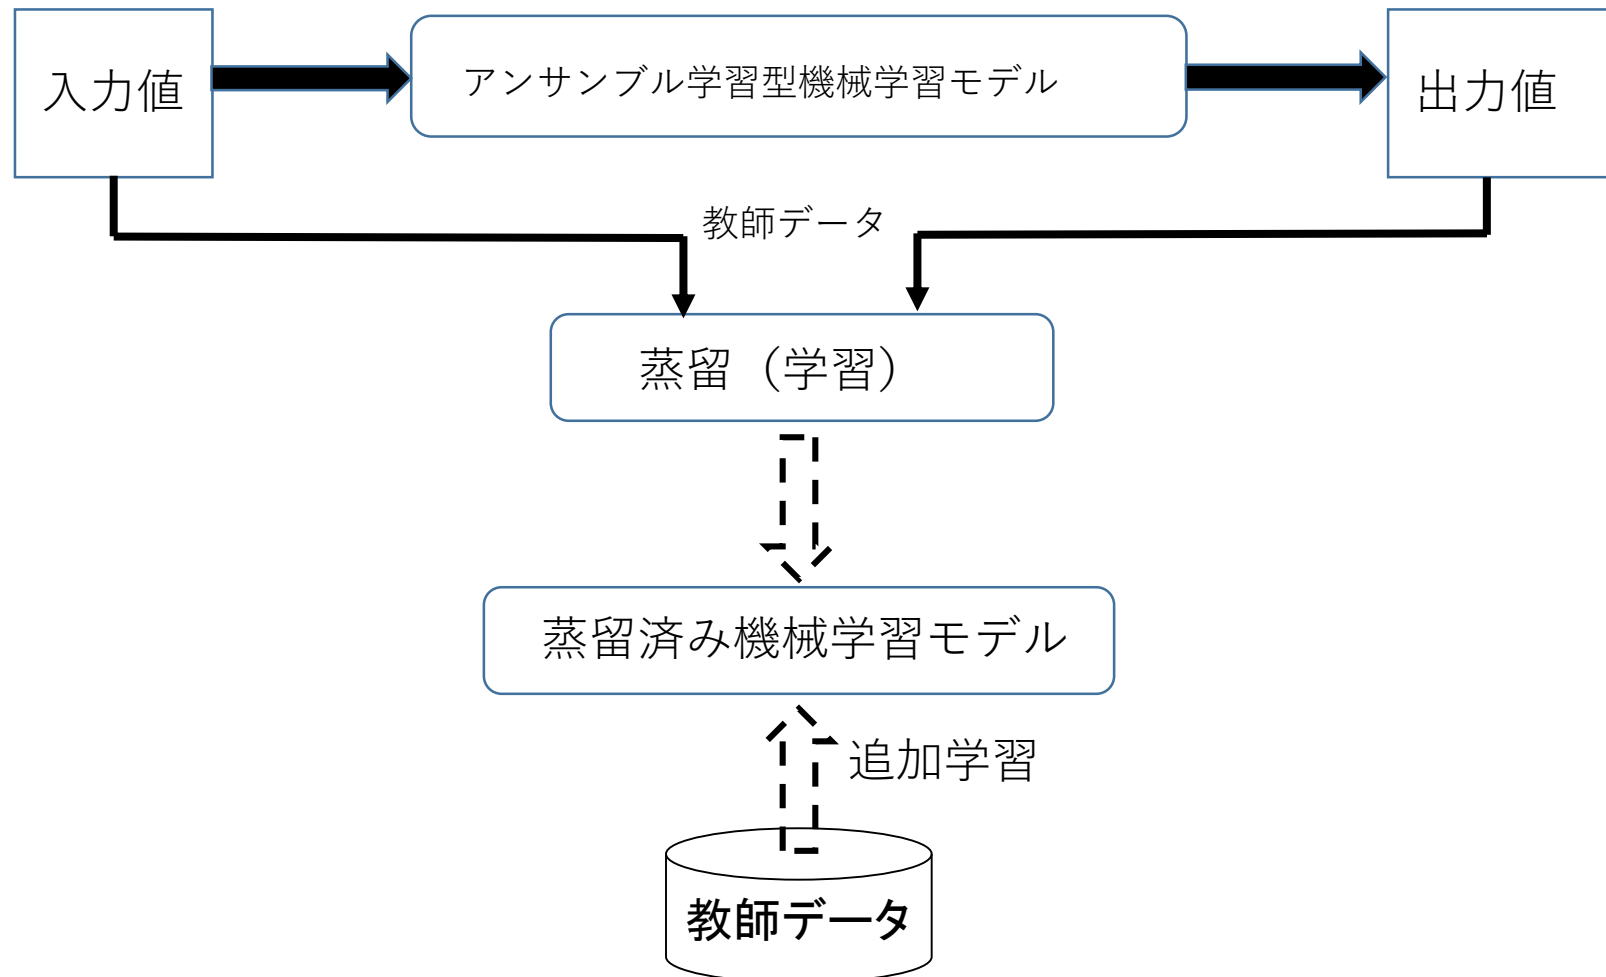 入力値
アンサンブル学習型機械学習モデル
出力値
教師データ
蒸留（学習）
蒸留済み機械学習モデル
追加学習
教師データ